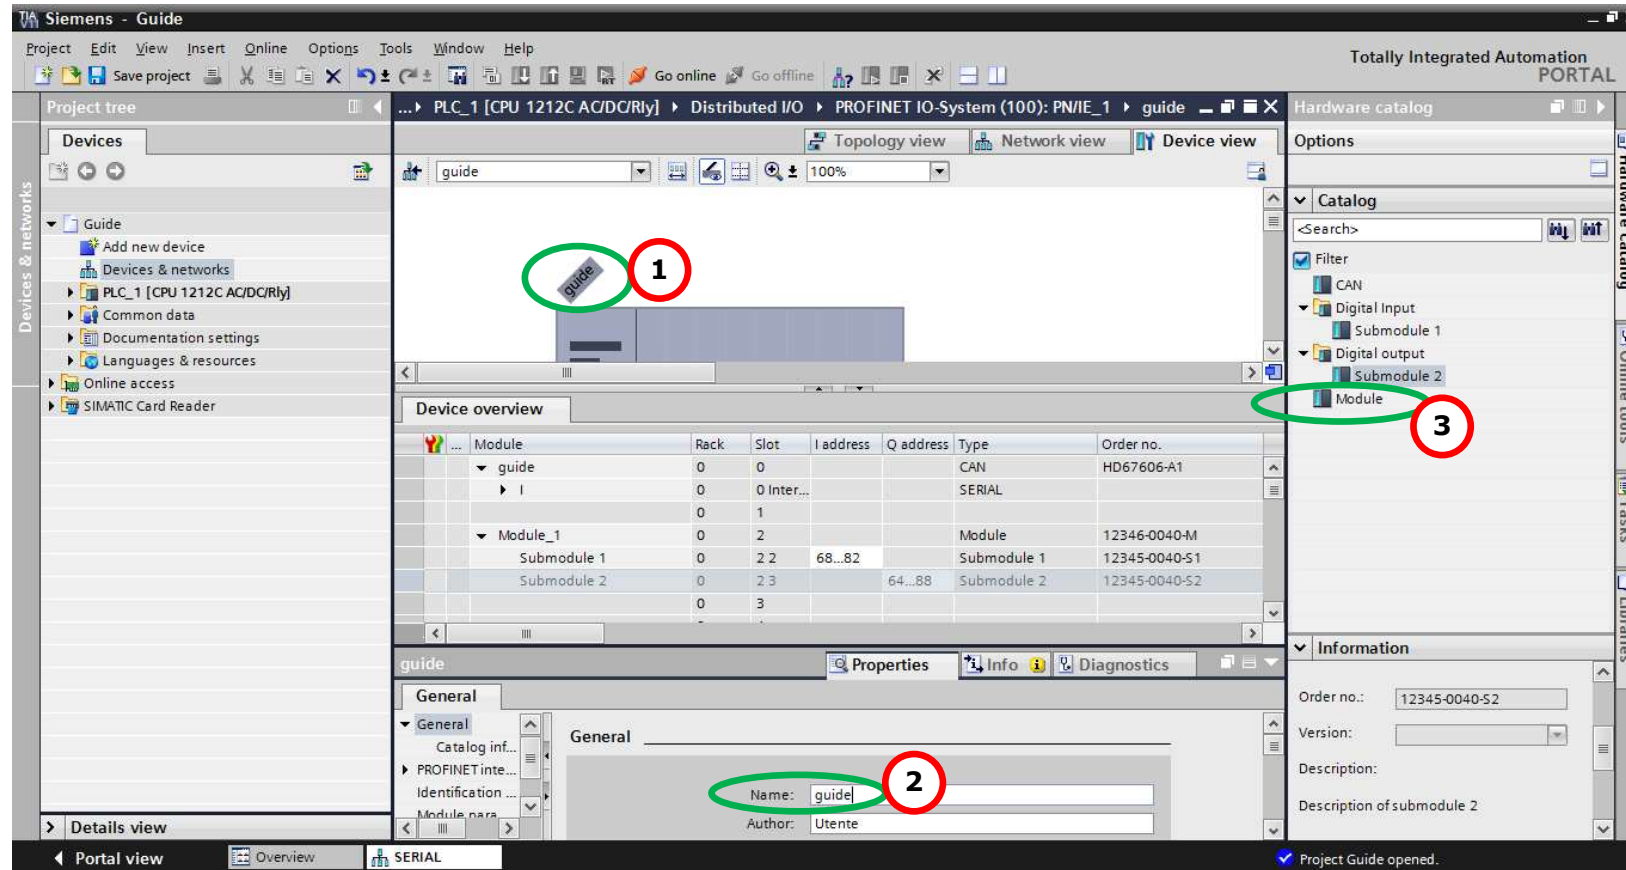 Siemens - Guide
Project Edit View Insert Online Options Tools Window Help
Totally Integrated Automation
PORTAL
Save project
Go online
Go offline
Project tree
...PLC_1 [CPU 1212C AC/DC/Rly] Distributed I/O PROFINET IO-System (100): PN/IE_1 guide
Hardware catalog
Devices
Topology view
Network view
Device view
Options
guide
100%
Devices & networks
Guide
Add new device
Devices & networks
PLC_1 [CPU 1212C AC/DC/Rly]
Common data
Documentation settings
Languages & resources
Online access
SIMATIC Card Reader
guide
1
Catalog
<Search>
Filter
CAN
Digital Input
Submodule 1
Digital output
Submodule 2
Module
3
Hardware catalog
Online tools
Tasks
Libraries
Device overview
... Module Rack Slot I address Q address Type Order no.
guide 0 0 CAN HD67606-A1
I 0 0 Inter... SERIAL
0 1
Module_1 0 2 Module 12346-0040-M
Submodule 1 0 2 2 68...82 Submodule 1 12345-0040-S1
Submodule 2 0 2 3 64...88 Submodule 2 12345-0040-S2
0 3
guide
Properties
Info
Diagnostics
General
General
Catalog inf...
PROFINET inte...
Identification ...
Module para
General
Name: guide
2
Author: Utente
Information
Order no.: 12345-0040-S2
Version:
Description:
Description of submodule 2
Details view
Portal view
Overview
SERIAL
Project Guide opened.